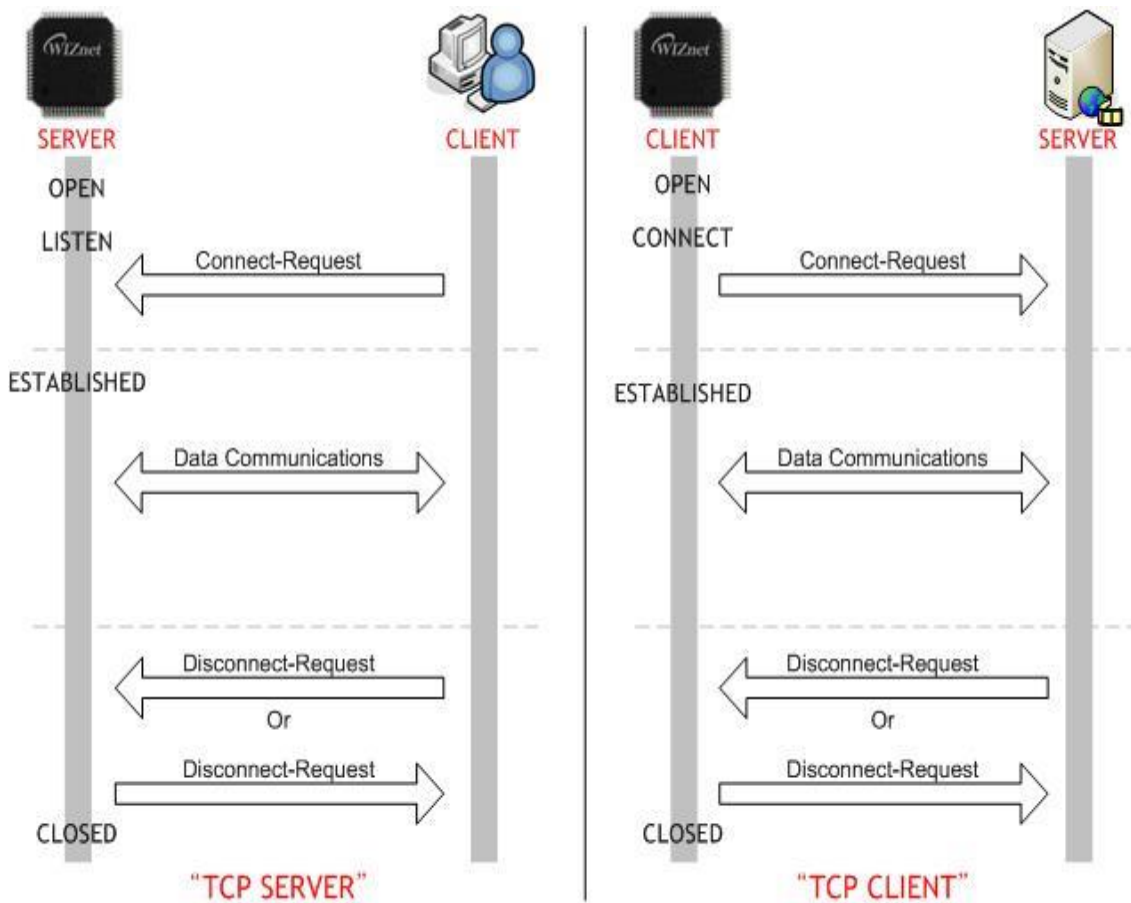 WIZnet
SERVER
CLIENT
OPEN
LISTEN
Connect-Request
ESTABLISHED
Data Communications
Disconnect-Request
Or
Disconnect-Request
CLOSED
"TCP SERVER"
WIZnet
CLIENT
SERVER
OPEN
CONNECT
Connect-Request
ESTABLISHED
Data Communications
Disconnect-Request
Or
Disconnect-Request
CLOSED
"TCP CLIENT"